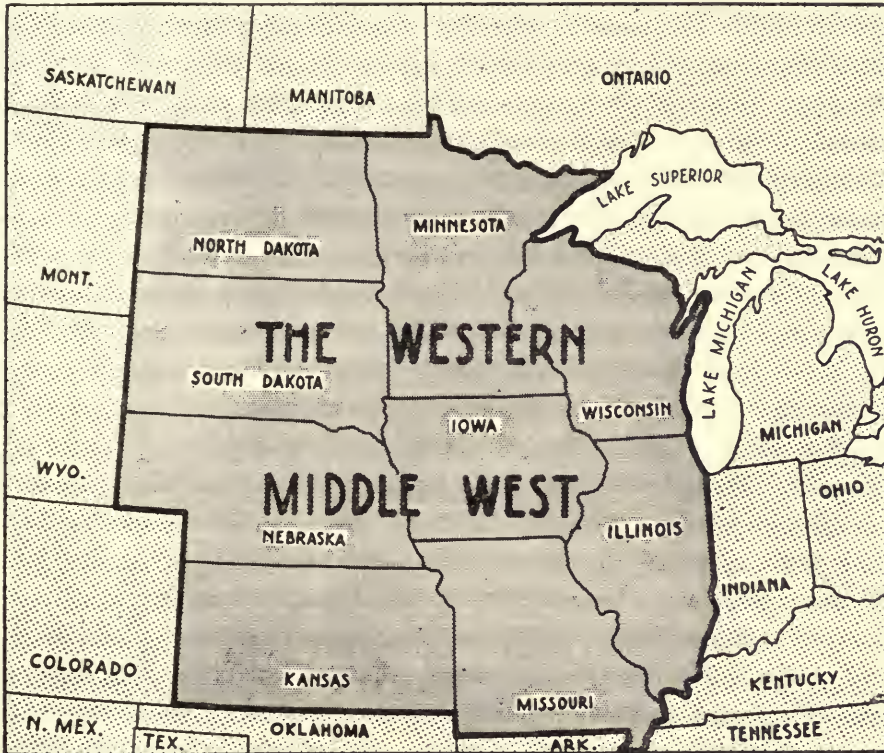 SASKATCHEWAN
MANITOBA
ONTARIO
LAKE SUPERIOR
MINNESOTA
NORTH DAKOTA
MONT.
LAKE MICHIGAN
LAKE HURON
THE WESTERN
SOUTH DAKOTA
WISCONSIN
IOWA
MICHIGAN
WYO.
OHIO
MIDDLE WEST
NEBRASKA
ILLINOIS
INDIANA
COLORADO
KANSAS
KENTUCKY
MISSOURI
N. MEX.
TEX.
OKLAHOMA
ARK.
TENNESSEE